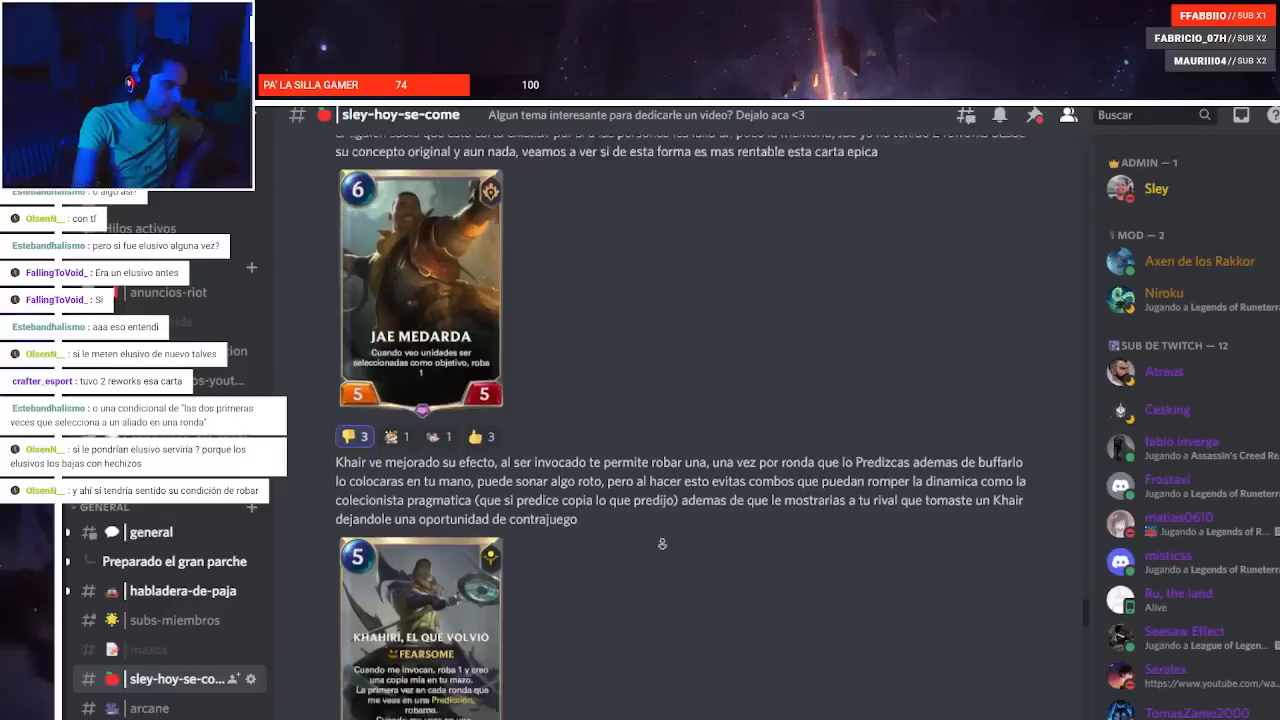 FFABBIIO // SUB X1
FABRICIO_07H // SUB X2
MAURIII04 // SUB X2
PA' LA SILLA GAMER 74 100
# | sley-hoy-se-come Algun tema interesante para dedicarle un video? Dejalo aca <3
Buscar
su concepto original y aun nada, veamos a ver si de esta forma es mas rentable esta carta epica
6
JAE MEDARDA
Cuando veo unidades ser
seleccionadas como objetivo, roba
1
5 5
3 1 1 3
Khair ve mejorado su efecto, al ser invocado te permite robar una, una vez por ronda que lo Predizcas ademas de buffarlo
lo colocaras en tu mano, puede sonar algo roto, pero al hacer esto evitas combos que puedan romper la dinamica como la
colecionista pragmatica (que si predice copia lo que predijo) ademas de que le mostrarias a tu rival que tomaste un Khair
dejandole una oportunidad de contrajuego
5
KHAHIRI, EL QUE VOLVIÓ
FEARSOME
Cuando me invocan, roba 1 y creo
una copia mía en tu mazo.
La primera vez en cada ronda que
me veas en una Predicción,
róbame.
Estebandhalismo : o algo así?
OlsenN__ : con tf
Estebandhalismo : pero si fue elusivo alguna vez?
FallingToVoid_ : Era un elusivo antes
FallingToVoid_ : Si
Estebandhalismo : aaa eso entendi
OlsenN__ : si le meten elusivo de nuevo talves
crafter_esport : tuvo 2 reworks esa carta
Estebandhalismo : o una condicional de "las dos primeras
veces que selecciona a un aliado en una ronda"
OlsenN__ : si le pondrían elusivo serviría ? porque los
elusivos los bajas con hechizos
OlsenN__ : y ahí sí tendría sentido su condición de robar
hilos activos
| anuncios-riot
GENERAL
# | general
Preparado el gran parche
# | habladera-de-paja
# | subs-miembros
# | mazos
# | sley-hoy-se-co...
# | arcane
ADMIN — 1
Sley
MOD — 2
Axen de los Rakkor
Niroku
Jugando a Legends of Runeterra
SUB DE TWITCH — 12
Atreus
Cesking
fabio inverga
Jugando a Assassin's Creed Re
Frostavi
Jugando a Legends of Runeterra
matias0610
Jugando a Legends of R...
misticss
Jugando a Legends of Runeterra
Ru, the land
Alive
Seesaw Effect
Jugando a League of Legen...
Seralex
https://www.youtube.com/wa...
TomasZamo2000